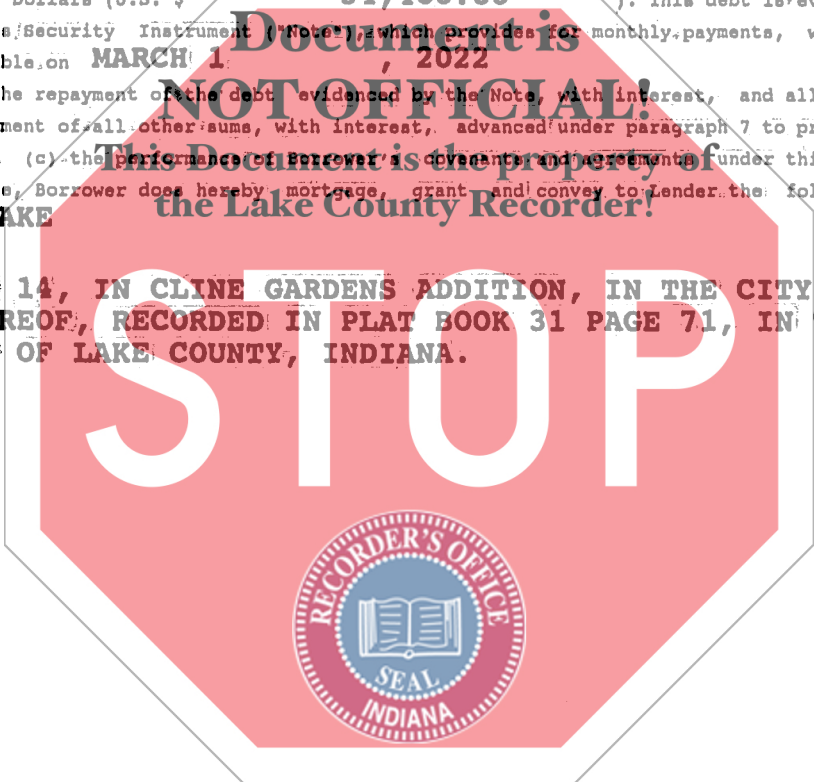 Dollars (U.S. $ ). This debt is
Document is
Security Instrument ("Note"), which provides for monthly payments,
on MARCH 1 , 2022
NOT OFFICIAL!
he repayment of the debt evidenced by the Note, with interest, and all
ment of all other sums, with interest, advanced under paragraph 7 to
This Document is the property of
(c) the performance of Borrower's covenants and agreements under
e, Borrower does hereby mortgage, grant and convey to Lender the
the Lake County Recorder!
AKE
14, IN CLINE GARDENS ADDITION, IN THE CITY
REOF, RECORDED IN PLAT BOOK 31 PAGE 71, IN
OF LAKE COUNTY, INDIANA.
STOP
RECORDER'S OFFICE
SEAL
INDIANA